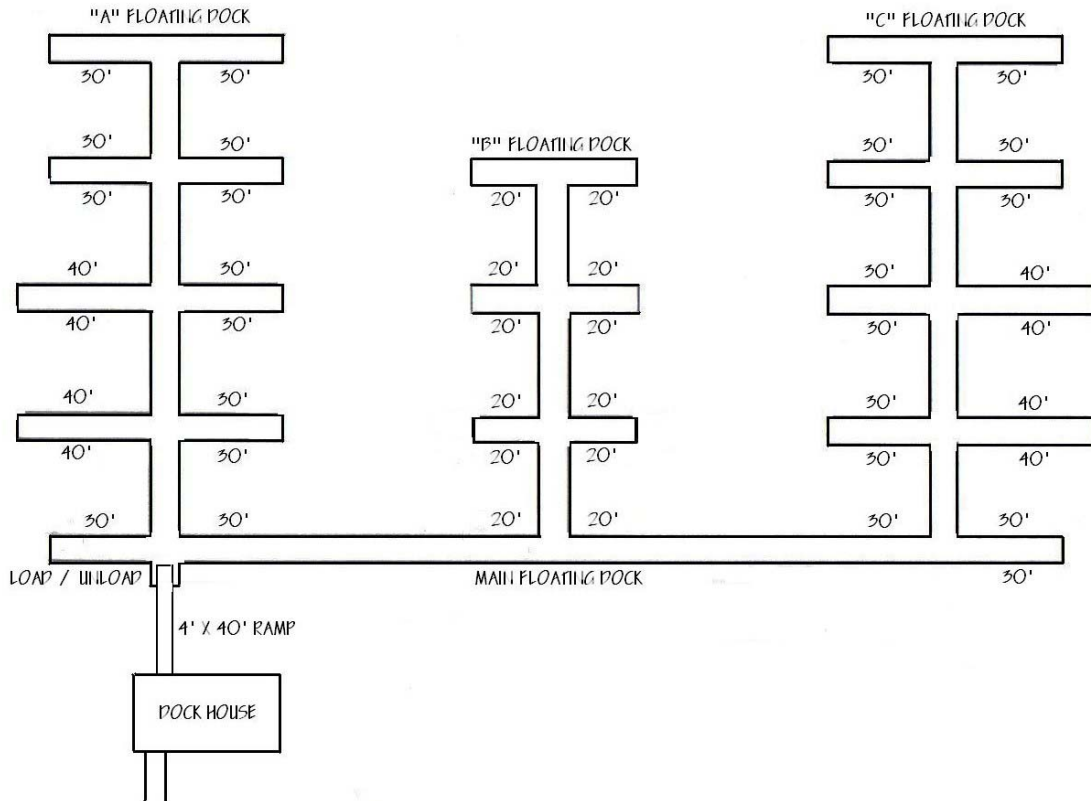 "A" FLOATING DOCK
"C" FLOATING DOCK
30' 30' 30' 30'
30' 30' "B" FLOATING DOCK 30' 30'
30' 30' 20' 20' 30' 30'
40' 30' 20' 20' 30' 40'
40' 30' 20' 20' 30' 40'
40' 30' 20' 20' 30' 40'
40' 30' 20' 20' 30' 40'
30' 30' 20' 20' 30' 30'
LOAD / UNLOAD MAIN FLOATING DOCK 30'
4' X 40' RAMP
DOCK HOUSE